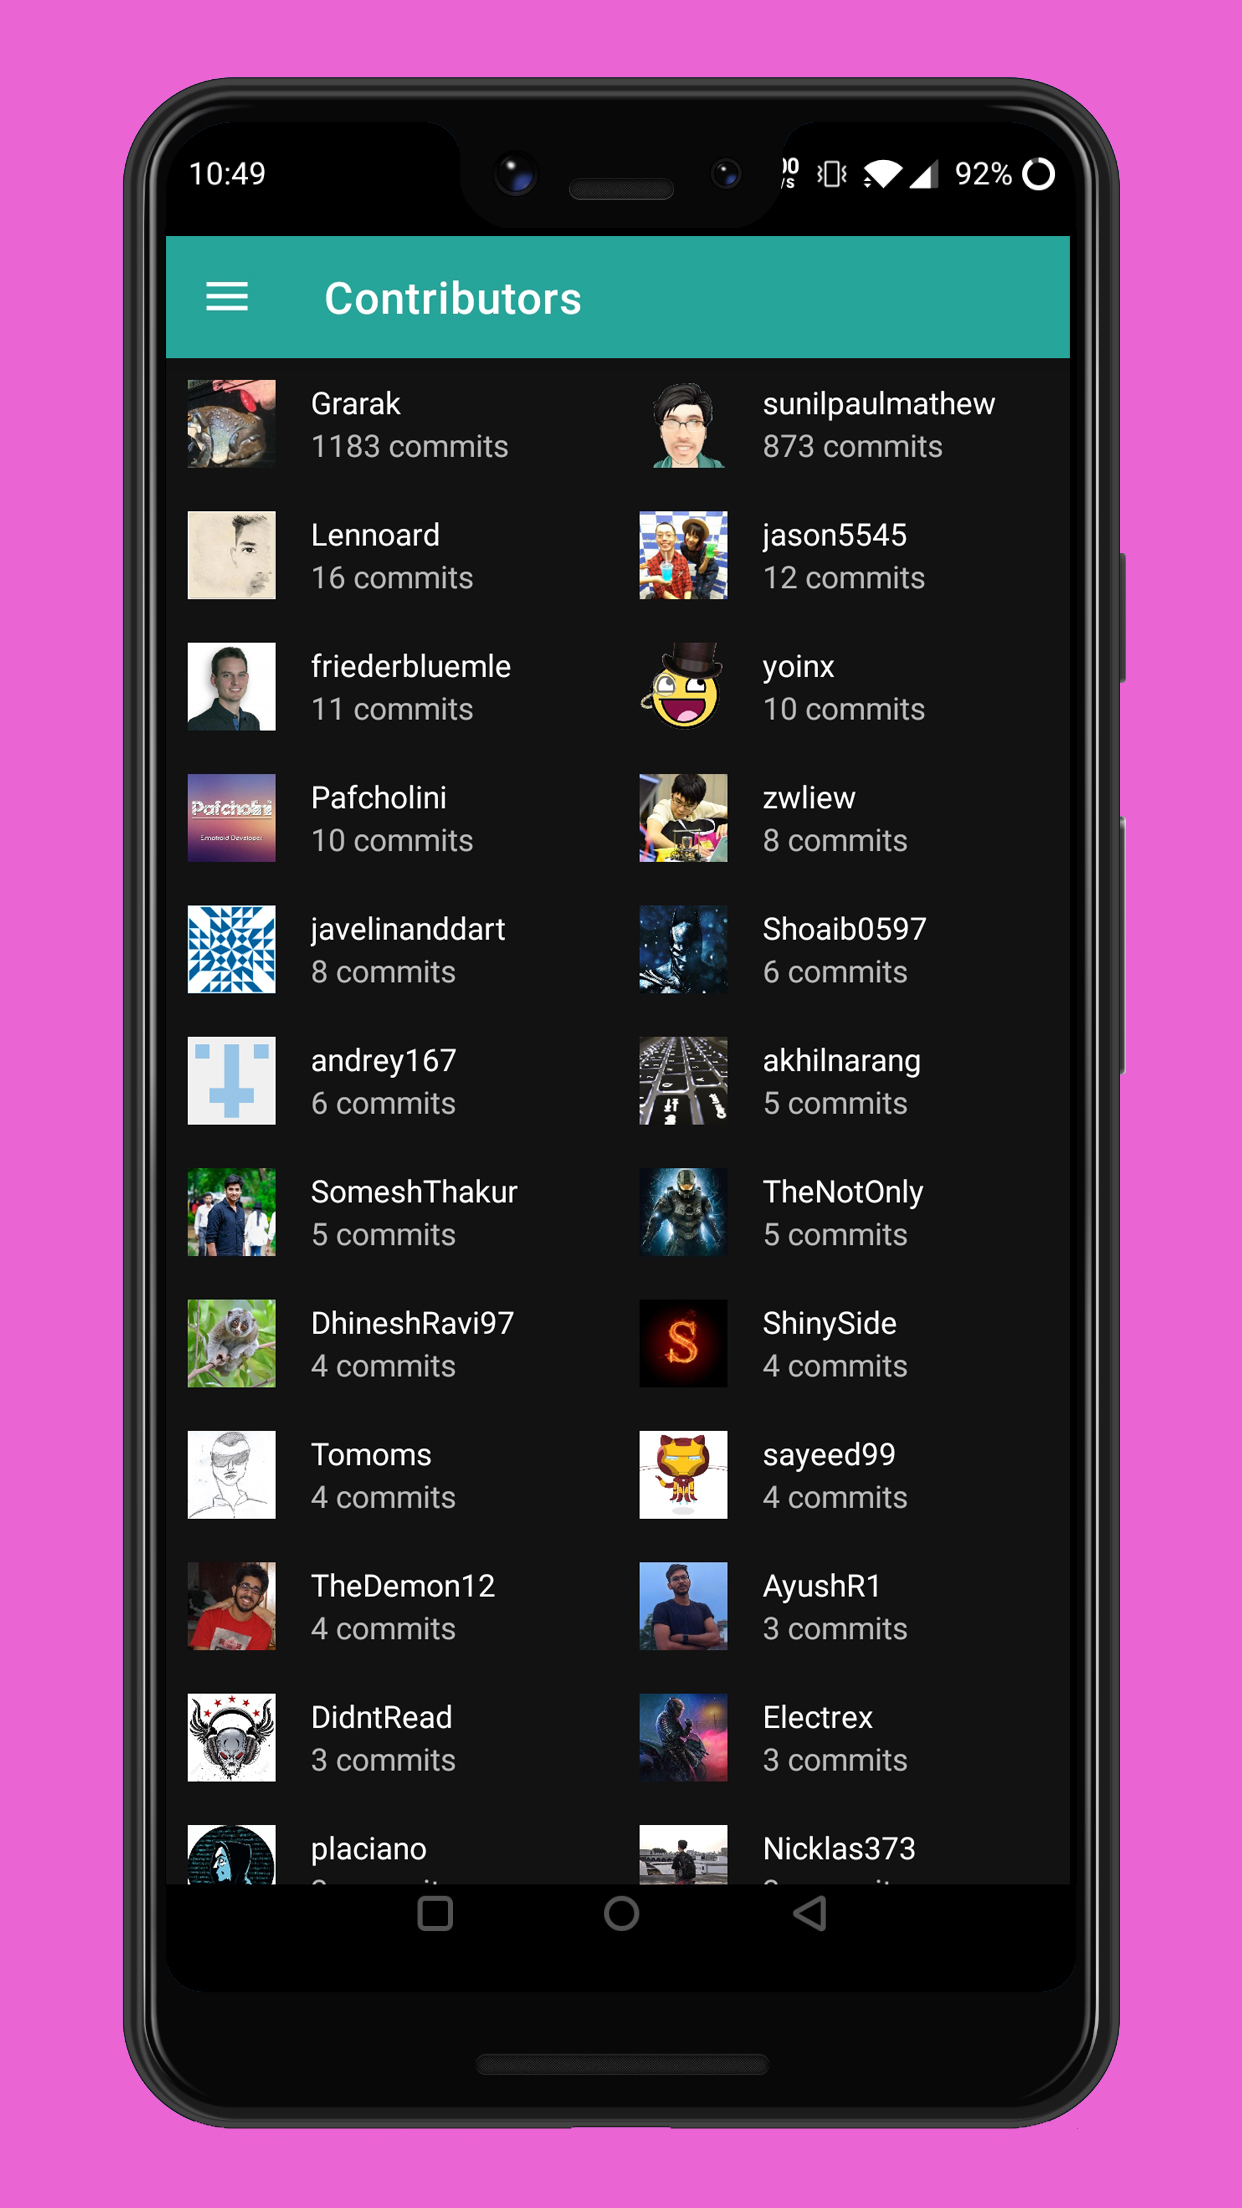 10:49
92%
Contributors
Grarak
1183 commits
sunilpaulmathew
873 commits
Lennoard
16 commits
jason5545
12 commits
friederbluemle
11 commits
yoinx
10 commits
Pafcholini
Pafcholini
10 commits
zwliew
8 commits
javelinanddart
8 commits
Shoaib0597
6 commits
andrey167
6 commits
akhilnarang
5 commits
SomeshThakur
5 commits
TheNotOnly
5 commits
DhineshRavi97
4 commits
S
ShinySide
4 commits
Tomoms
4 commits
sayeed99
4 commits
TheDemon12
4 commits
AyushR1
3 commits
DidntRead
3 commits
Electrex
3 commits
placiano
Nicklas373